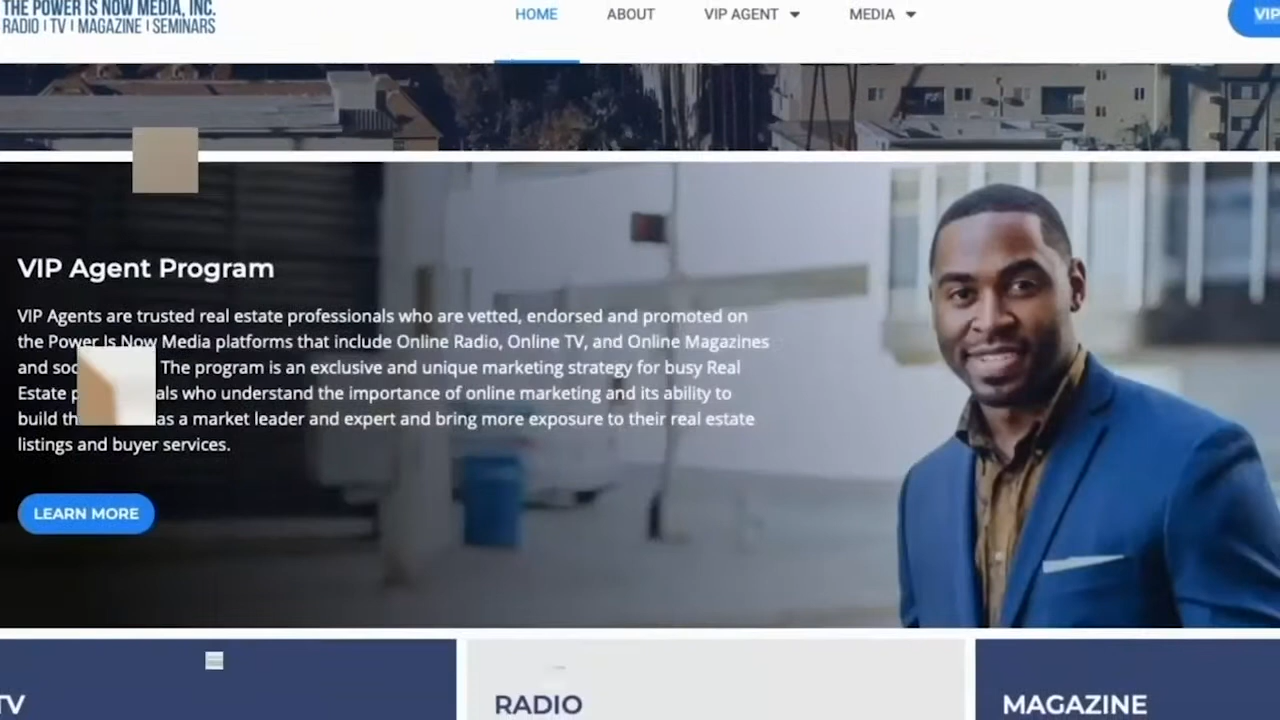 THE POWER IS NOW MEDIA, INC.
RADIO | TV | MAGAZINE | SEMINARS
HOME
ABOUT
VIP AGENT
MEDIA
VIP
VIP Agent Program
VIP Agents are trusted real estate professionals who are vetted, endorsed and promoted on
the Power Is Now Media platforms that include Online Radio, Online TV, and Online Magazines
and soc The program is an exclusive and unique marketing strategy for busy Real
Estate p als who understand the importance of online marketing and its ability to
build th as a market leader and expert and bring more exposure to their real estate
listings and buyer services.
LEARN MORE
TV
RADIO
MAGAZINE